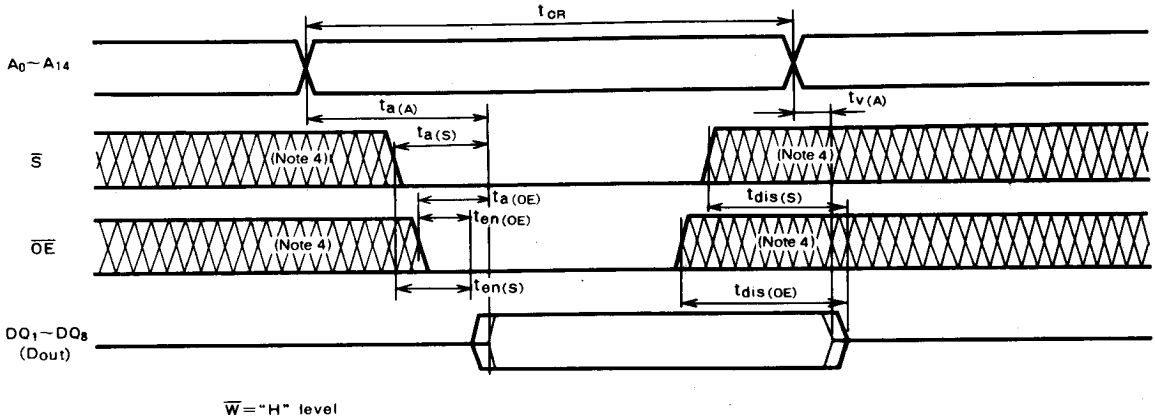 tCR
A0~A14
ta(A)
tv(A)
ta(S)
S̅
(Note 4)
(Note 4)
ta(OE)
tdis(S)
ten(OE)
O̅E̅
(Note 4)
(Note 4)
ten(S)
tdis(OE)
DQ1~DQ8
(Dout)
W̅="H" level